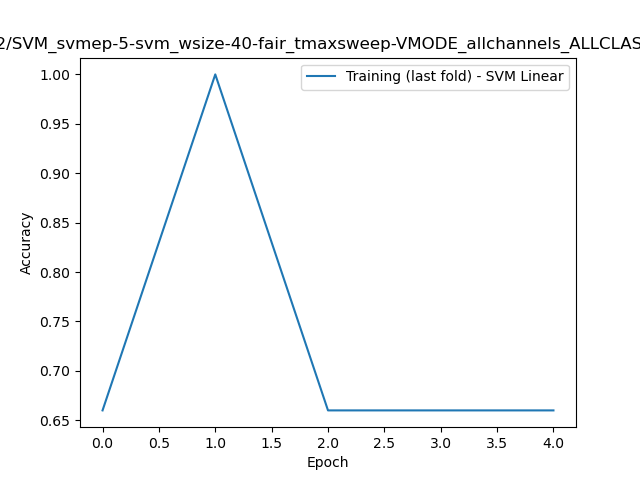 2/SVM_svmep-5-svm_wsize-40-fair_tmaxsweep-VMODE_allchannels_ALLCLAS
Training (last fold) - SVM Linear
1.00
0.95
0.90
0.85
0.80
0.75
0.70
0.65
Accuracy
0.0 0.5 1.0 1.5 2.0 2.5 3.0 3.5 4.0
Epoch